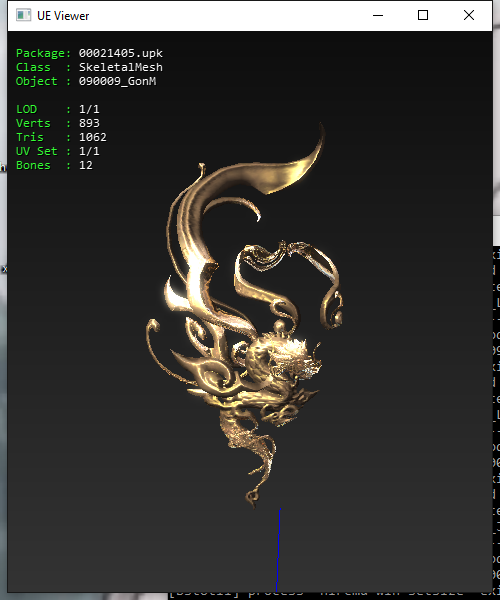 UE Viewer
Package: 00021405.upk
Class : SkeletalMesh
Object : 090009_GonM
LOD : 1/1
Verts : 893
Tris : 1062
UV Set : 1/1
Bones : 12